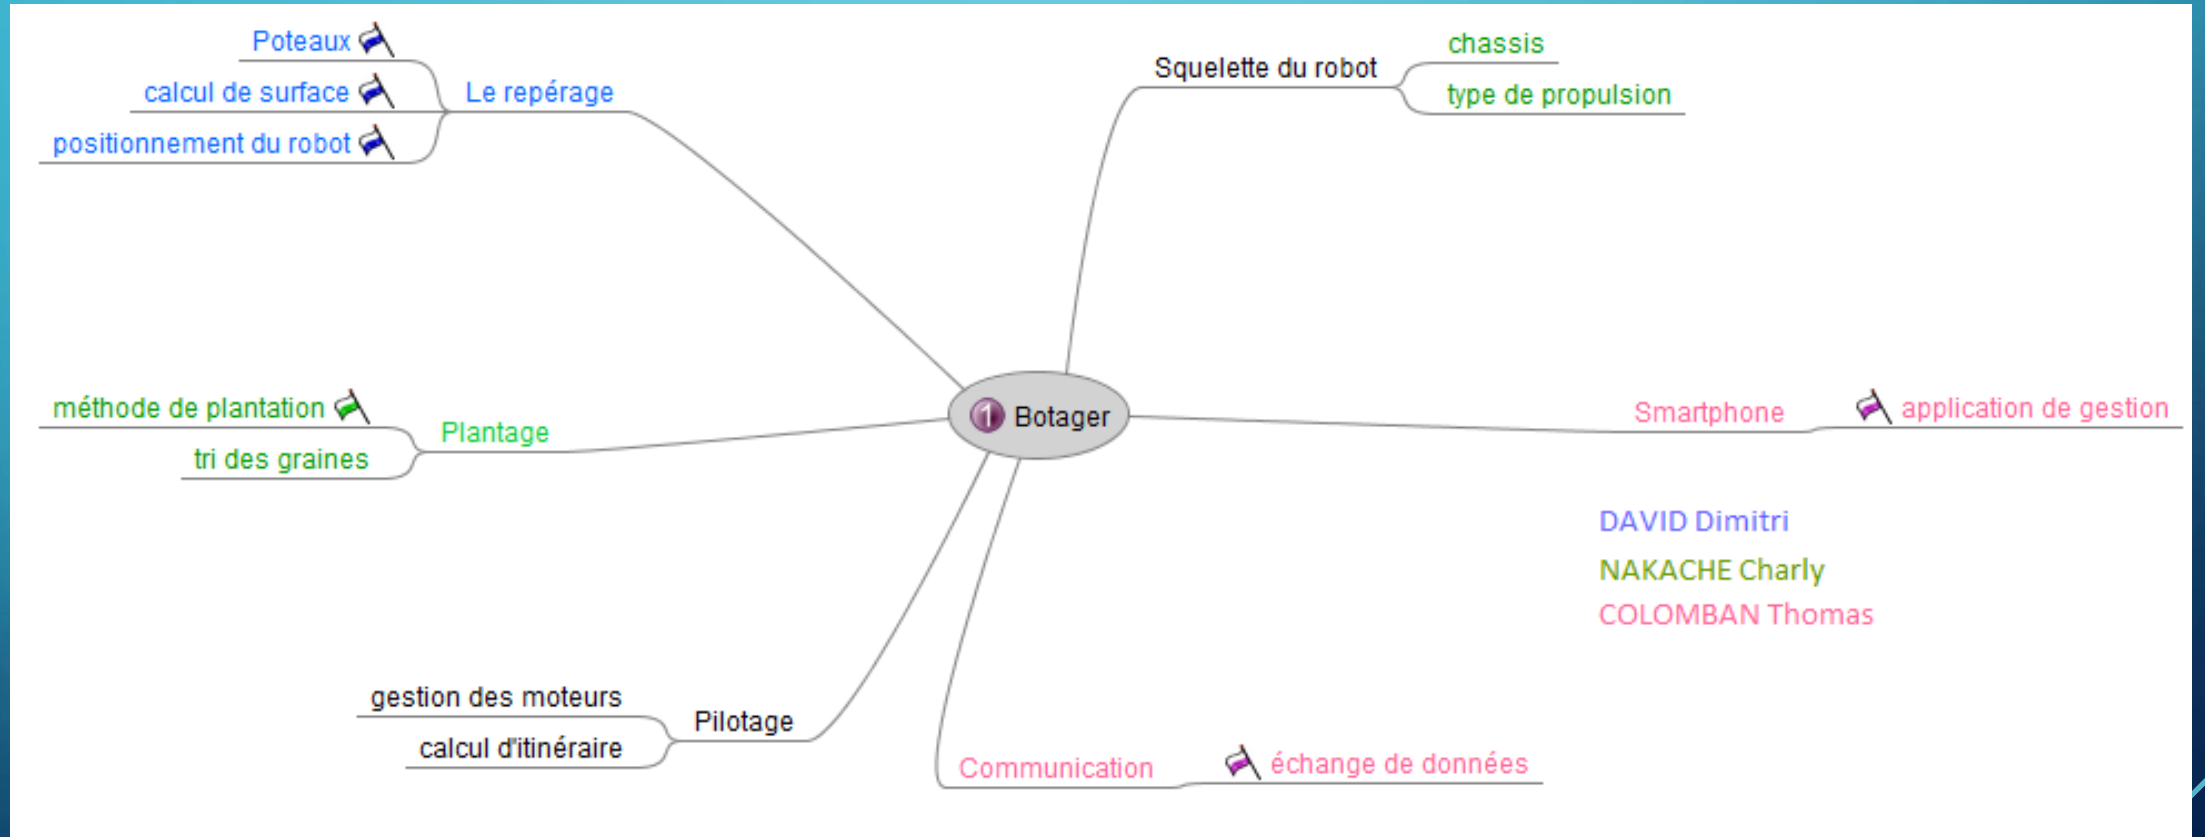 Poteaux
calcul de surface
positionnement du robot
Le repérage
Squelette du robot
chassis
type de propulsion
méthode de plantation
tri des graines
Plantage
1 Botager
Smartphone
application de gestion
DAVID Dimitri
NAKACHE Charly
COLOMBAN Thomas
gestion des moteurs
calcul d'itinéraire
Pilotage
Communication
échange de données